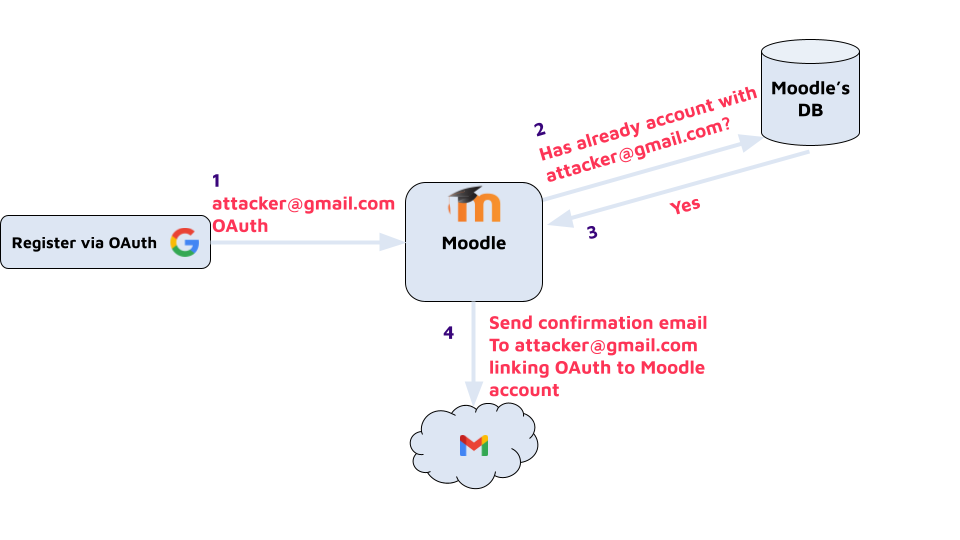 Moodle's
DB
2
Has already account with
attacker@gmail.com?
1
attacker@gmail.com
OAuth
Register via OAuth
Moodle
3
Yes
4
Send confirmation email
To attacker@gmail.com
linking OAuth to Moodle
account